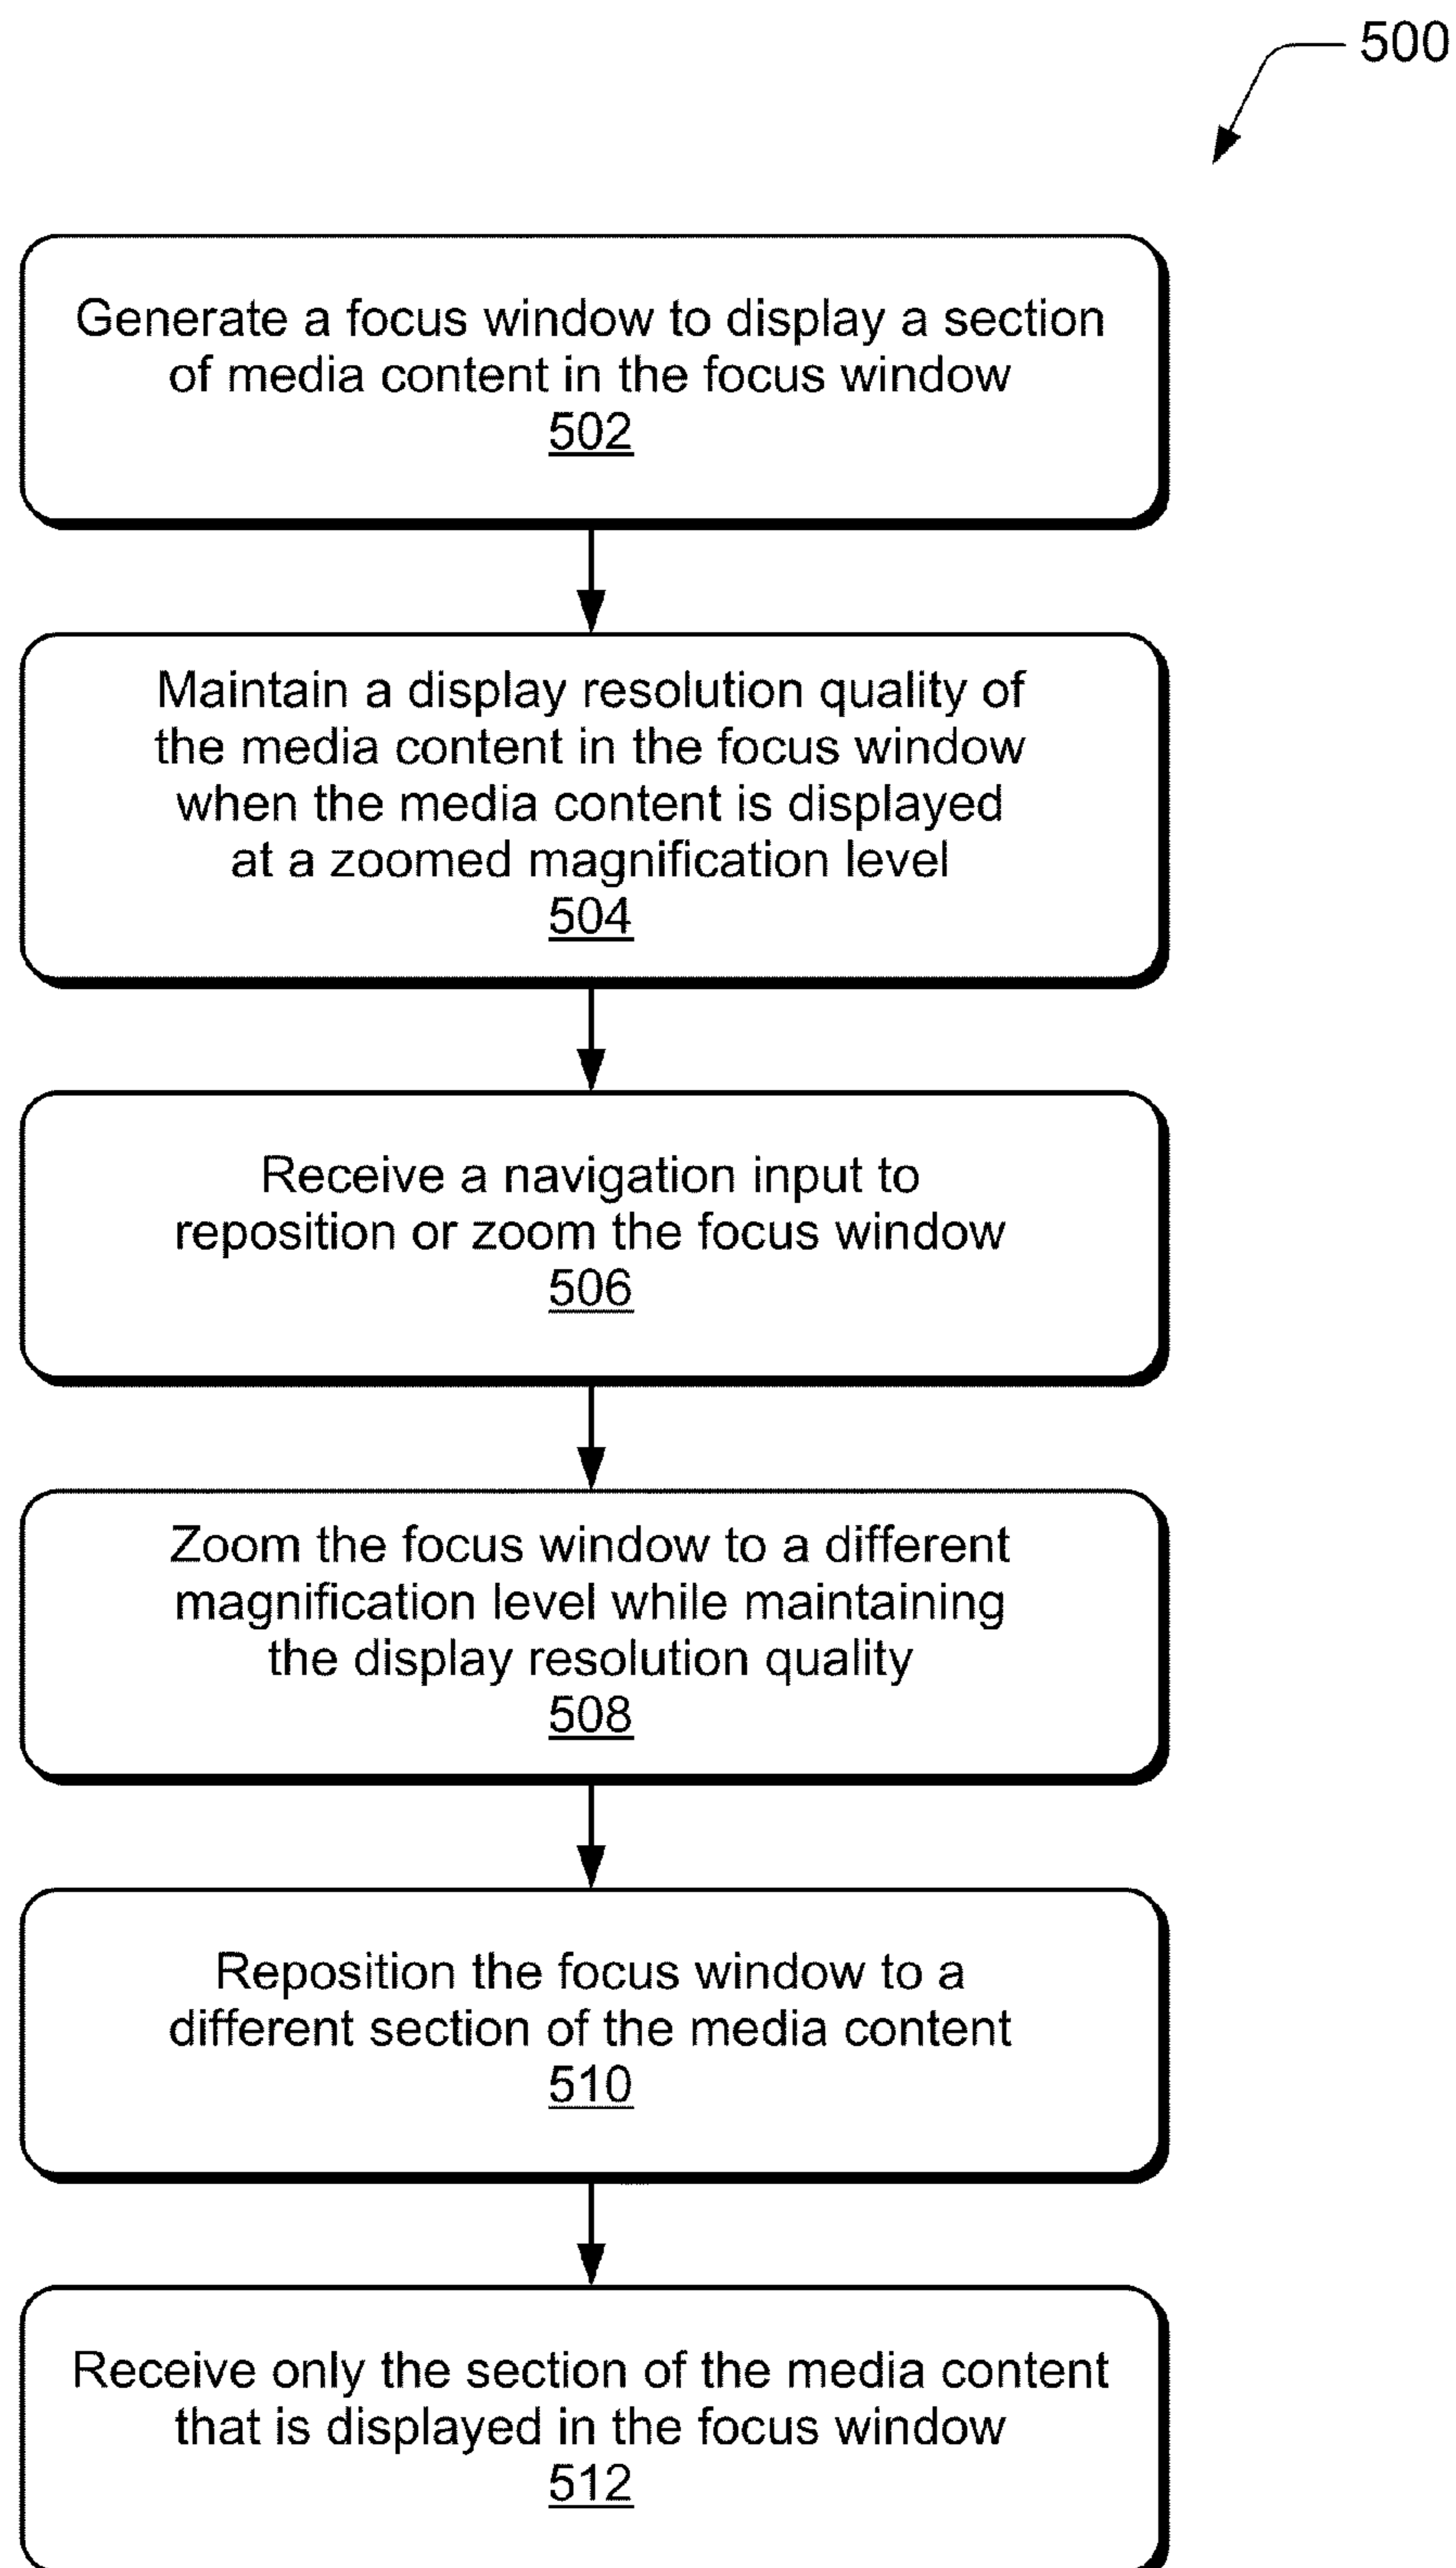 500
Generate a focus window to display a section
of media content in the focus window
502
Maintain a display resolution quality of
the media content in the focus window
when the media content is displayed
at a zoomed magnification level
504
Receive a navigation input to
reposition or zoom the focus window
506
Zoom the focus window to a different
magnification level while maintaining
the display resolution quality
508
Reposition the focus window to a
different section of the media content
510
Receive only the section of the media content
that is displayed in the focus window
512